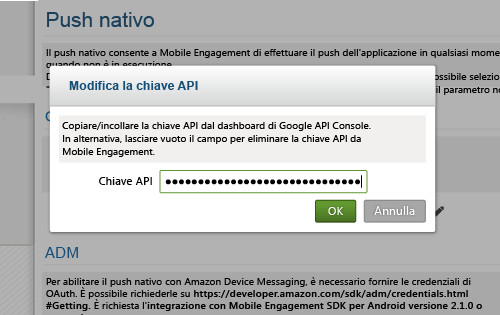 Push nativo
Il push nativo consente a Mobile Engagement di effettuare il push dell'applicazione in qualsiasi mome
quando non è in esecuzione.
D
ossibile selezio
il parametro no
Modifica la chiave API
Copiare/incollare la chiave API dal dashboard di Google API Console.
In alternativa, lasciare vuoto il campo per eliminare la chiave API da
Mobile Engagement.
Chiave API
OK Annulla
ADM
Per abilitare il push nativo con Amazon Device Messaging, è necessario fornire le credenziali di
OAuth. È possibile richiederle su https://developer.amazon.com/sdk/adm/credentials.html
#Getting. È richiesta l'integrazione con Mobile Engagement SDK per Android versione 2.1.0 o